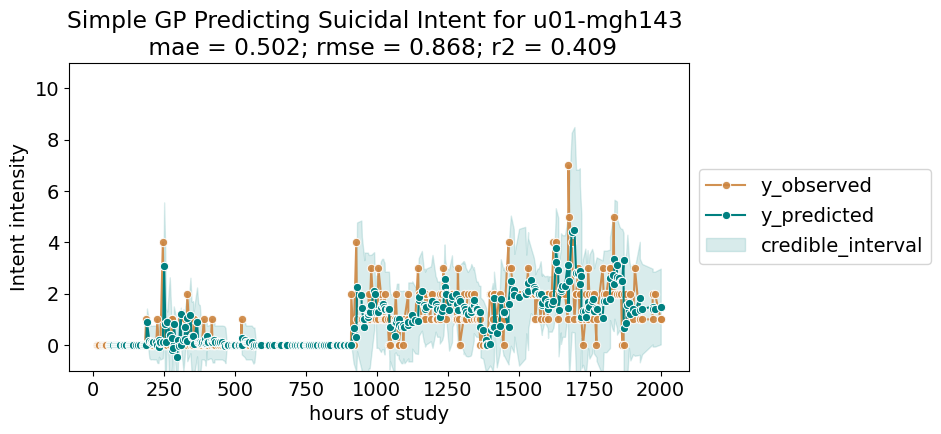 Simple GP Predicting Suicidal Intent for u01-mgh143
mae = 0.502; rmse = 0.868; r2 = 0.409
Intent intensity
10
8
6
4
2
0
0 250 500 750 1000 1250 1500 1750 2000
hours of study
y_observed
y_predicted
credible_interval